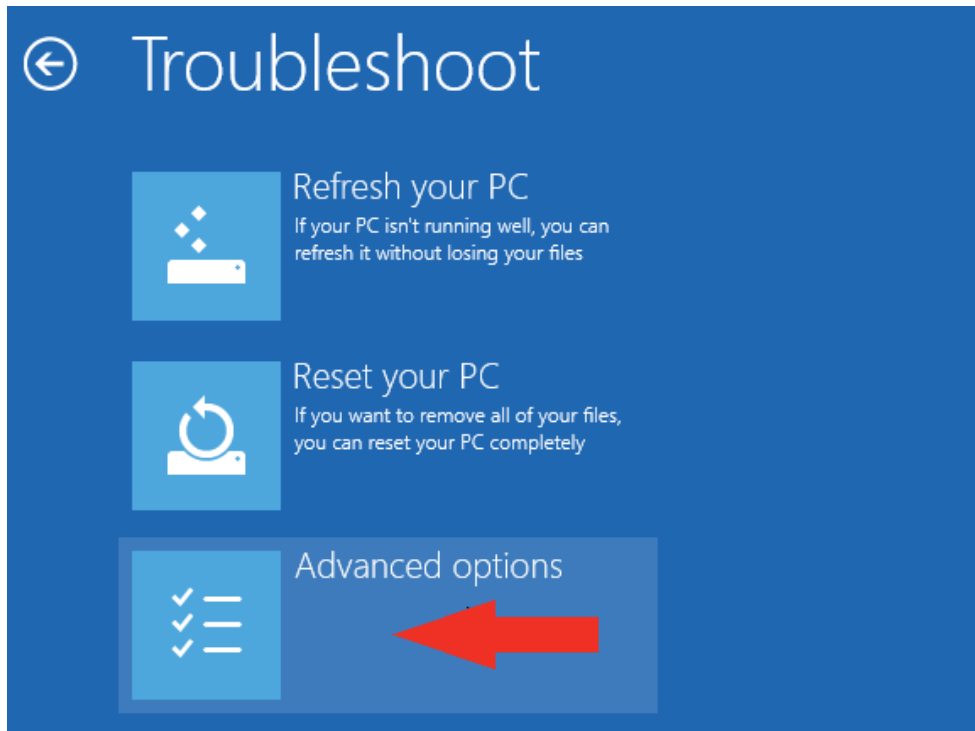 Troubleshoot
Refresh your PC
If your PC isn't running well, you can
refresh it without losing your files
Reset your PC
If you want to remove all of your files,
you can reset your PC completely
Advanced options